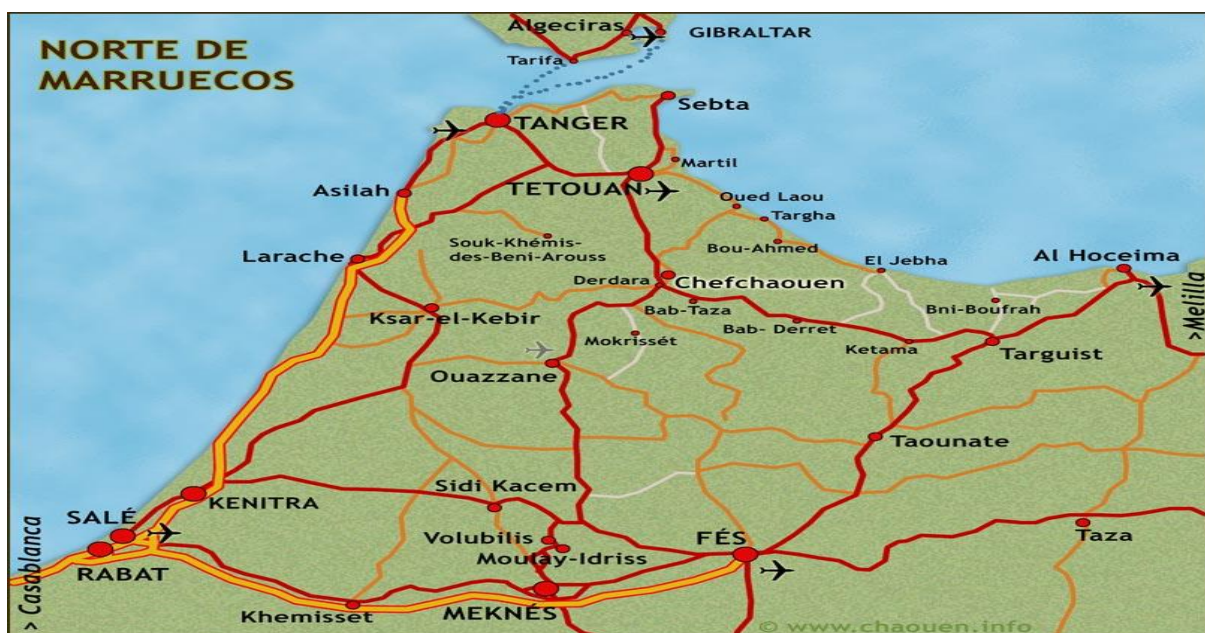 NORTE DE
MARRUECOS
Algeciras
GIBRALTAR
Tarifa
Sebta
TANGER
Martil
Asilah
TETOUAN
Oued Laou
Targha
Souk-Khémis-
des-Beni-Arouss
Bou-Ahmed
Larache
El Jebha
Al Hoceima
Derdara
Chefchaouen
Bab-Taza
Bni-Boufrah
>Melilla
Ksar-el-Kebir
Bab- Derret
Mokrissét
Ketama
Targuist
Ouazzane
Taounate
Sidi Kacem
KENITRA
SALÉ
Volubilis
FÉS
Taza
Moulay-Idriss
RABAT
> Casablanca
Khemisset
MEKNÉS
© www.chaouen.info